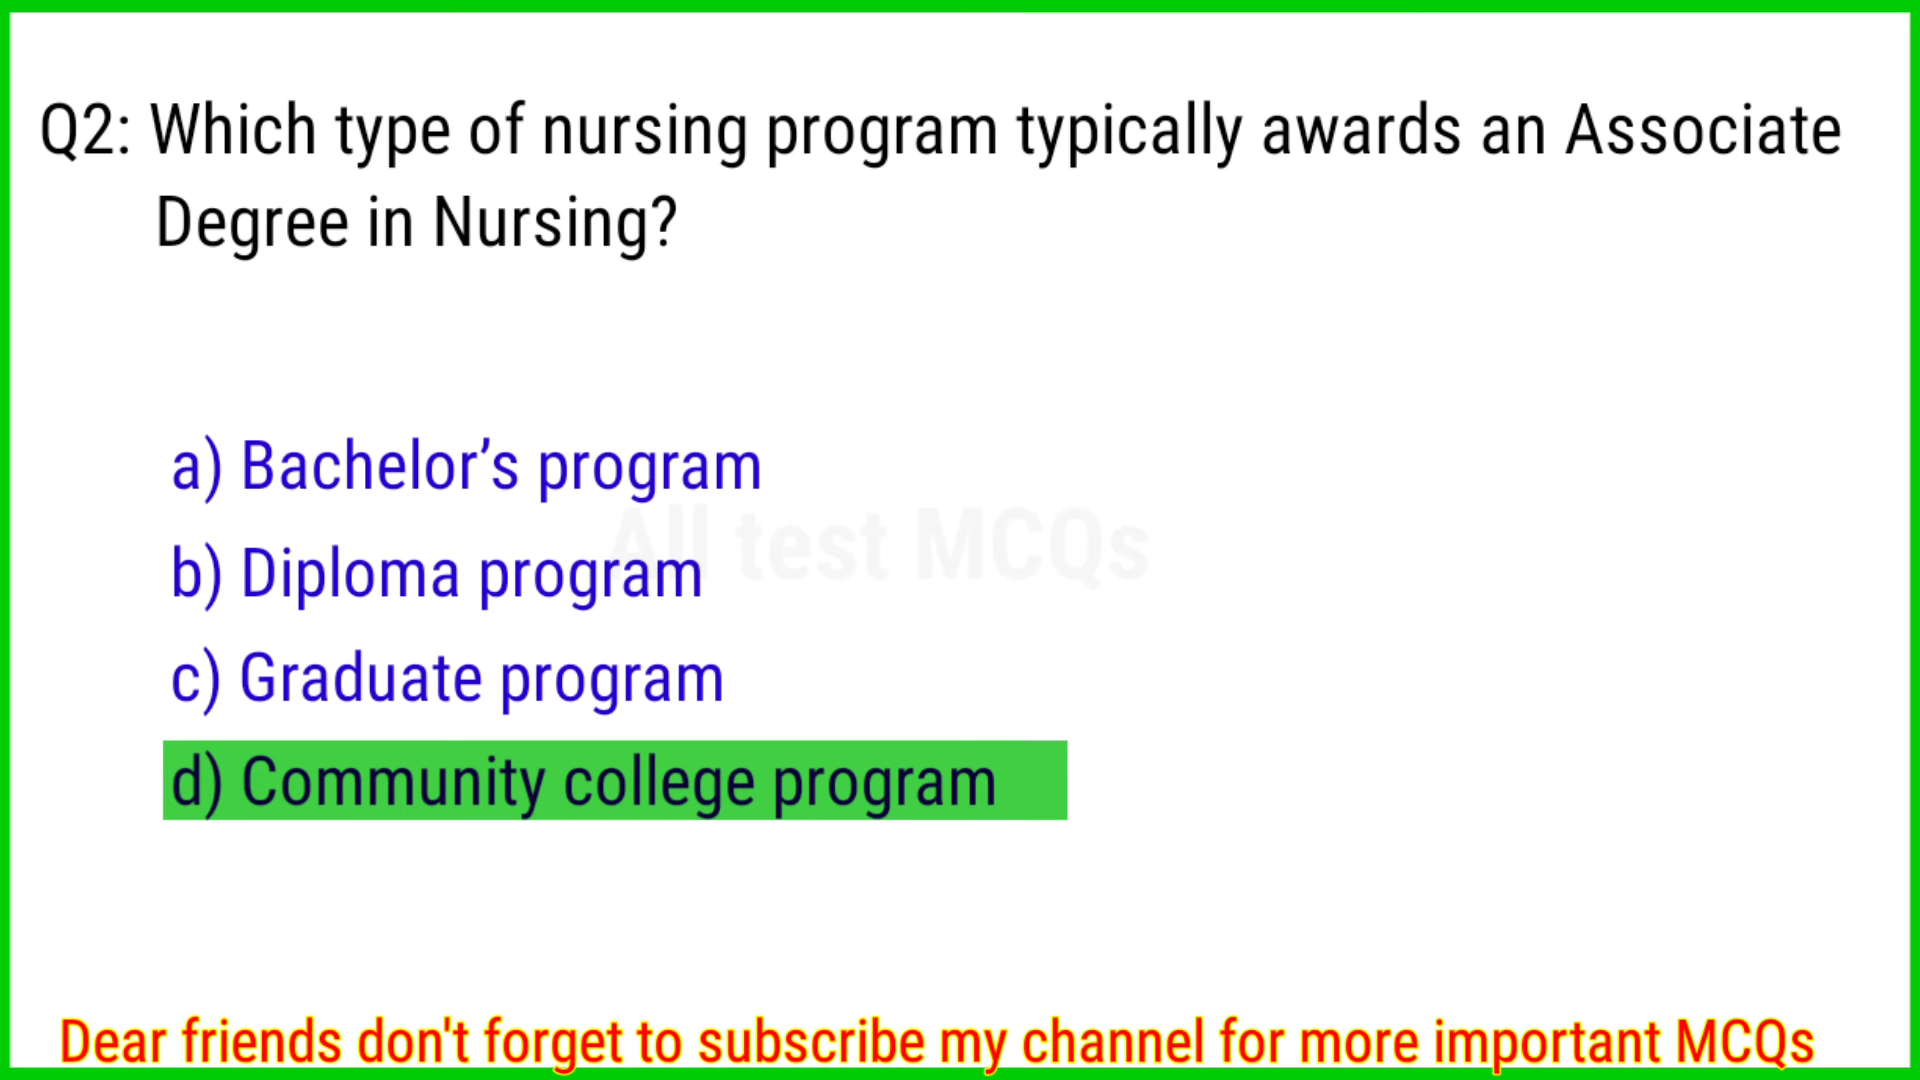 Q2: Which type of nursing program typically awards an Associate
Degree in Nursing?
a) Bachelor’s program
All test MCQs
b) Diploma program
c) Graduate program
d) Community college program
Dear friends don't forget to subscribe my channel for more important MCQs